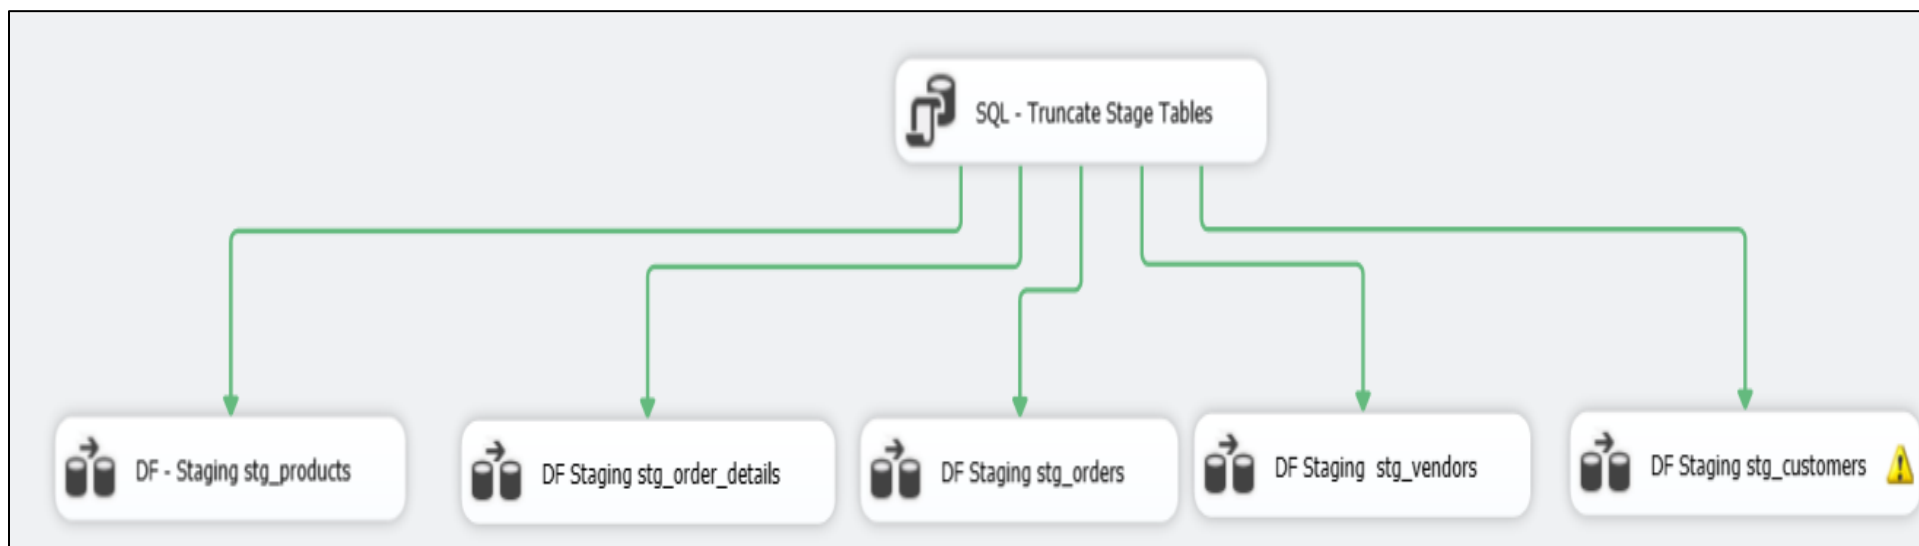 SQL - Truncate Stage Tables
DF - Staging stg_products
DF Staging stg_order_details
DF Staging stg_orders
DF Staging  stg_vendors
DF Staging stg_customers